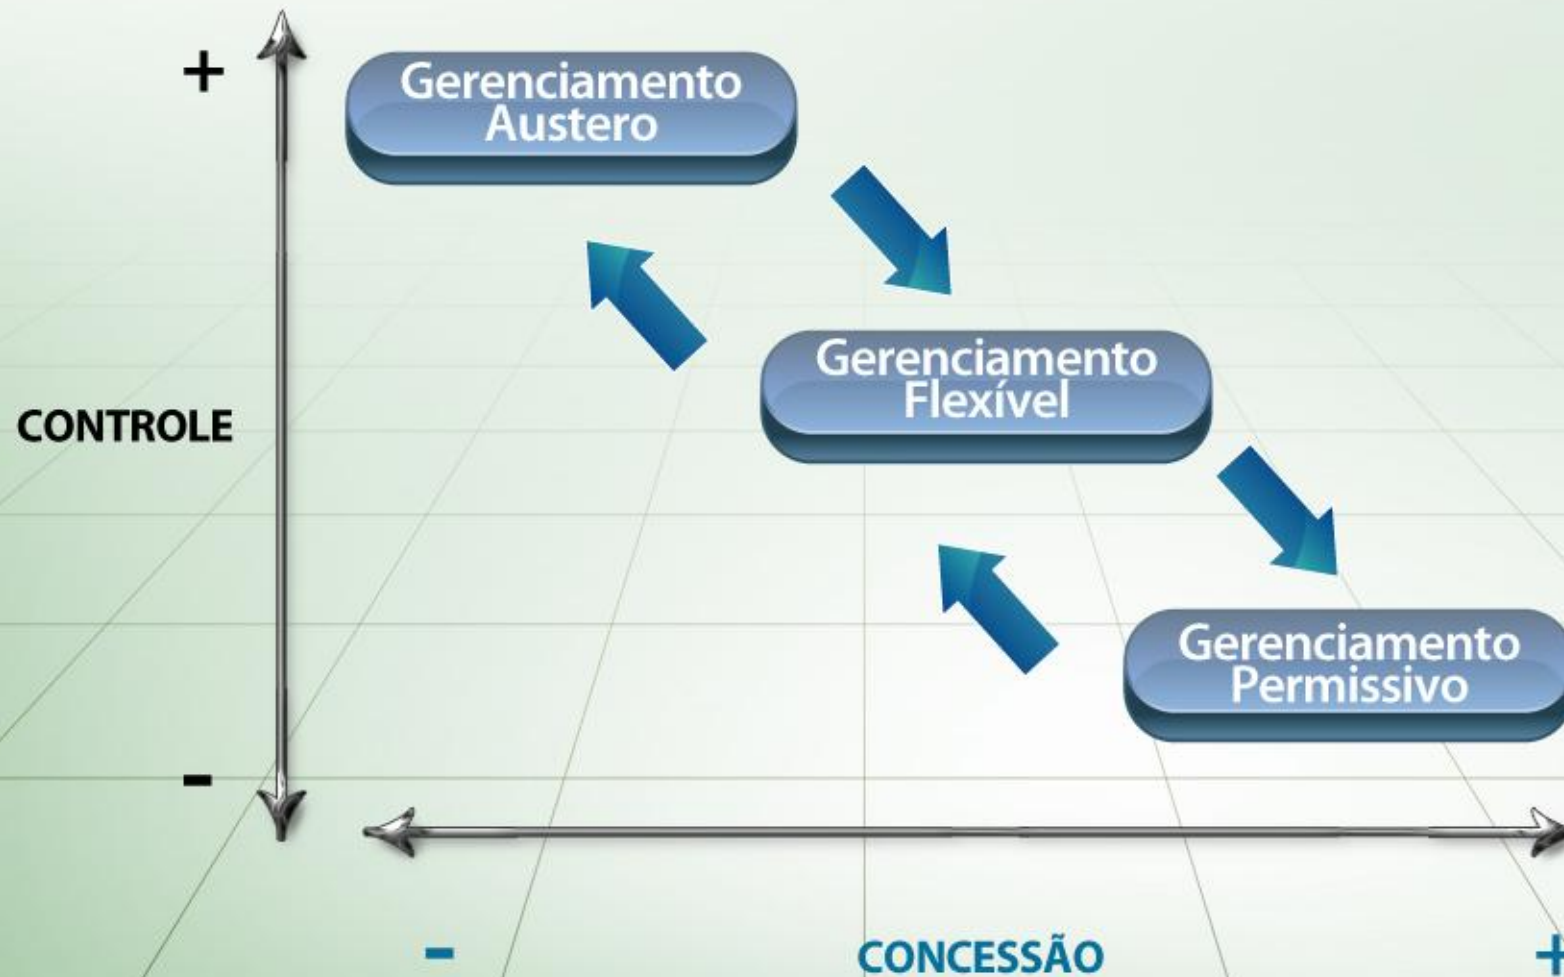 +
Gerenciamento
Austero
Gerenciamento
Flexível
CONTROLE
Gerenciamento
Permissivo
-
- CONCESSÃO +